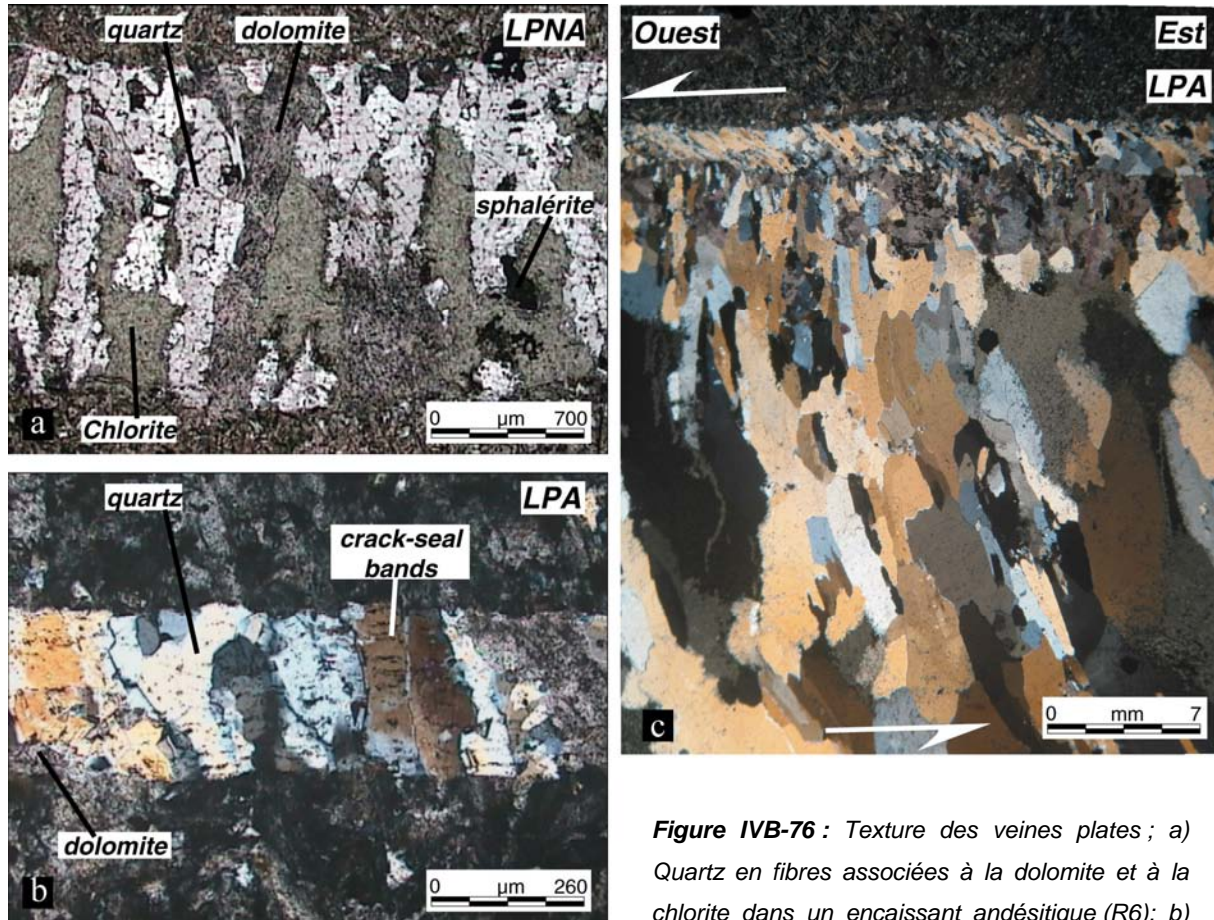 quartz
dolomite
LPNA
sphalérite
Chlorite
a
0 µm 700
quartz
LPA
crack-seal
bands
dolomite
b
0 µm 260
Ouest
Est
LPA
c
0 mm 7
Figure IVB-76 : Texture des veines plates ; a)
Quartz en fibres associées à la dolomite et à la
chlorite dans un encaissant andésitique (R6); b)